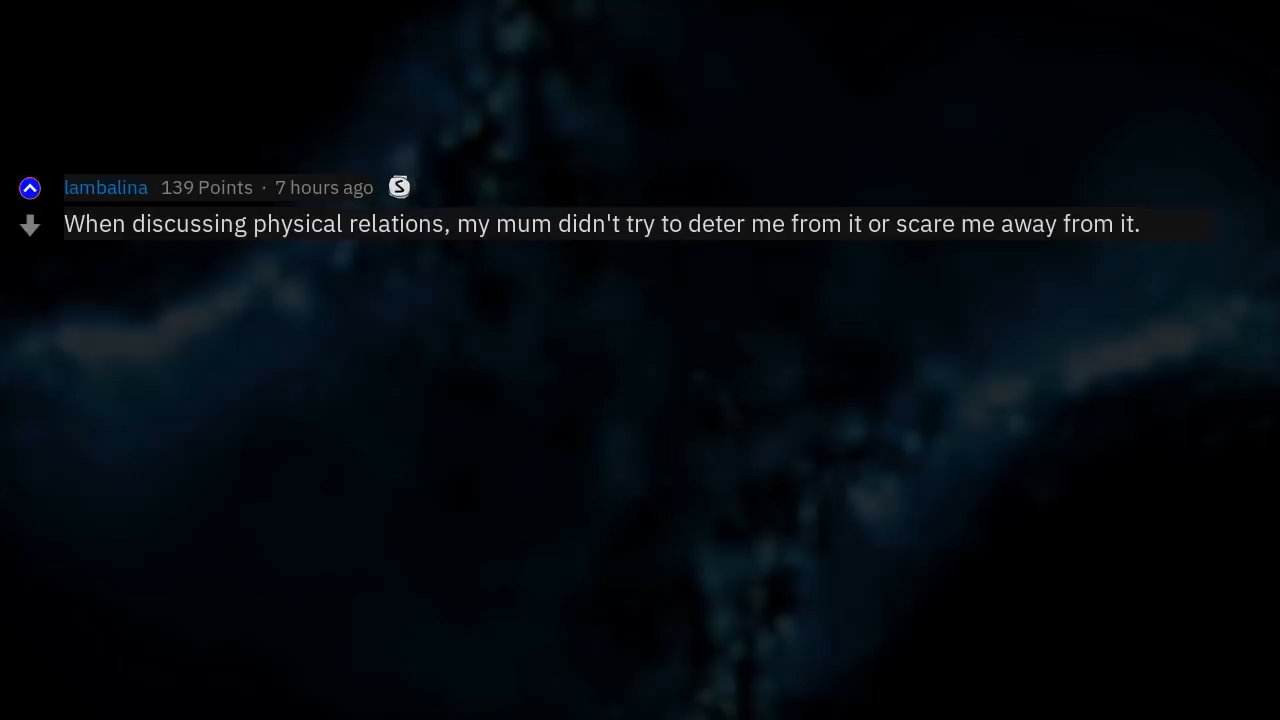 lambalina 139 Points · 7 hours ago
When discussing physical relations, my mum didn't try to deter me from it or scare me away from it.